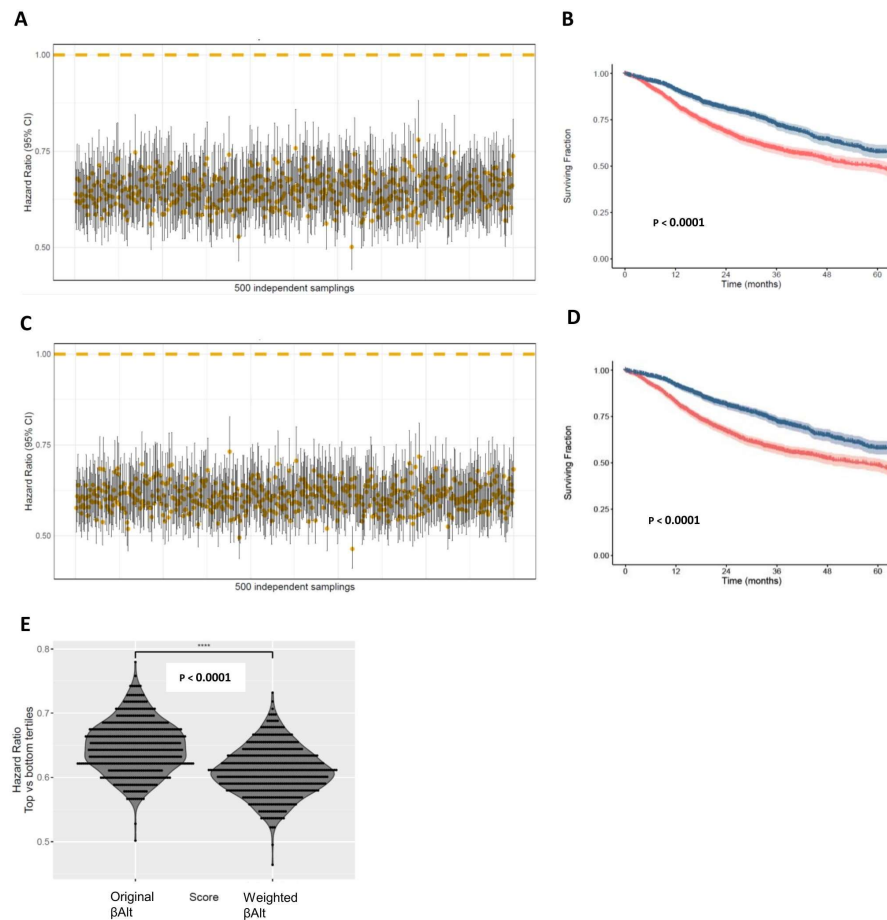 A
1.00
0.75
0.50
Hazard Ratio (95% CI)
500 independent samplings
B
1.00
0.75
0.50
0.25
0.00
Surviving Fraction
P < 0.0001
0 12 24 36 48 60
Time (months)
C
1.00
0.75
0.50
Hazard Ratio (95% CI)
500 independent samplings
D
1.00
0.75
0.50
0.25
0.00
Surviving Fraction
P < 0.0001
0 12 24 36 48 60
Time (months)
E
0.8
0.7
0.6
0.5
Hazard Ratio
Top vs bottom tertiles
****
P < 0.0001
Original Score Weighted
βAlt βAlt